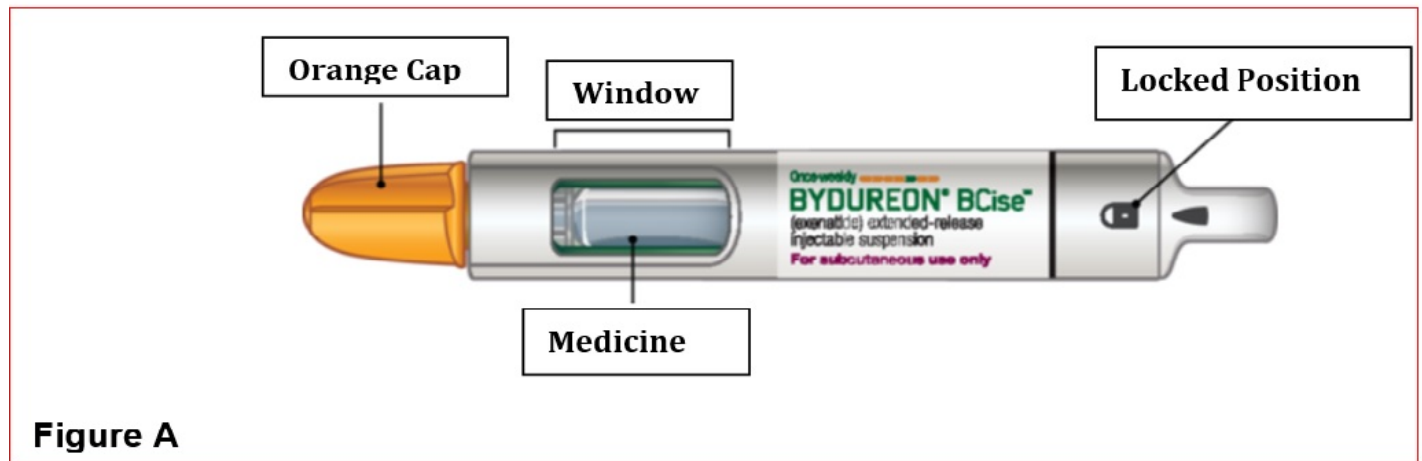 Orange Cap
Window
Locked Position
Once-weekly
BYDUREON® BCise™
(exenatide) extended-release
injectable suspension
For subcutaneous use only
Medicine
Figure A